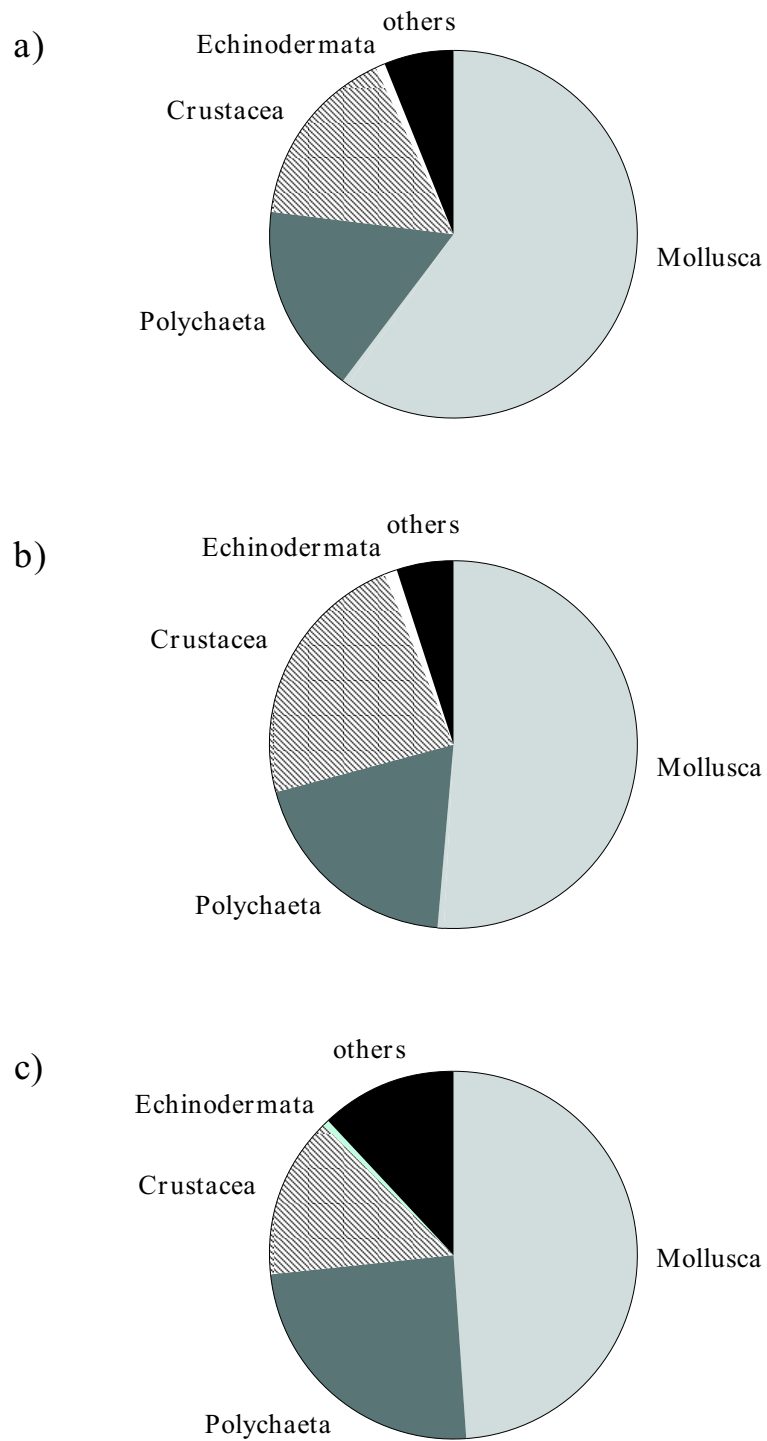 a)
others
Echinodermata
Crustacea
Mollusca
Polychaeta
b)
others
Echinodermata
Crustacea
Mollusca
Polychaeta
c)
others
Echinodermata
Crustacea
Mollusca
Polychaeta